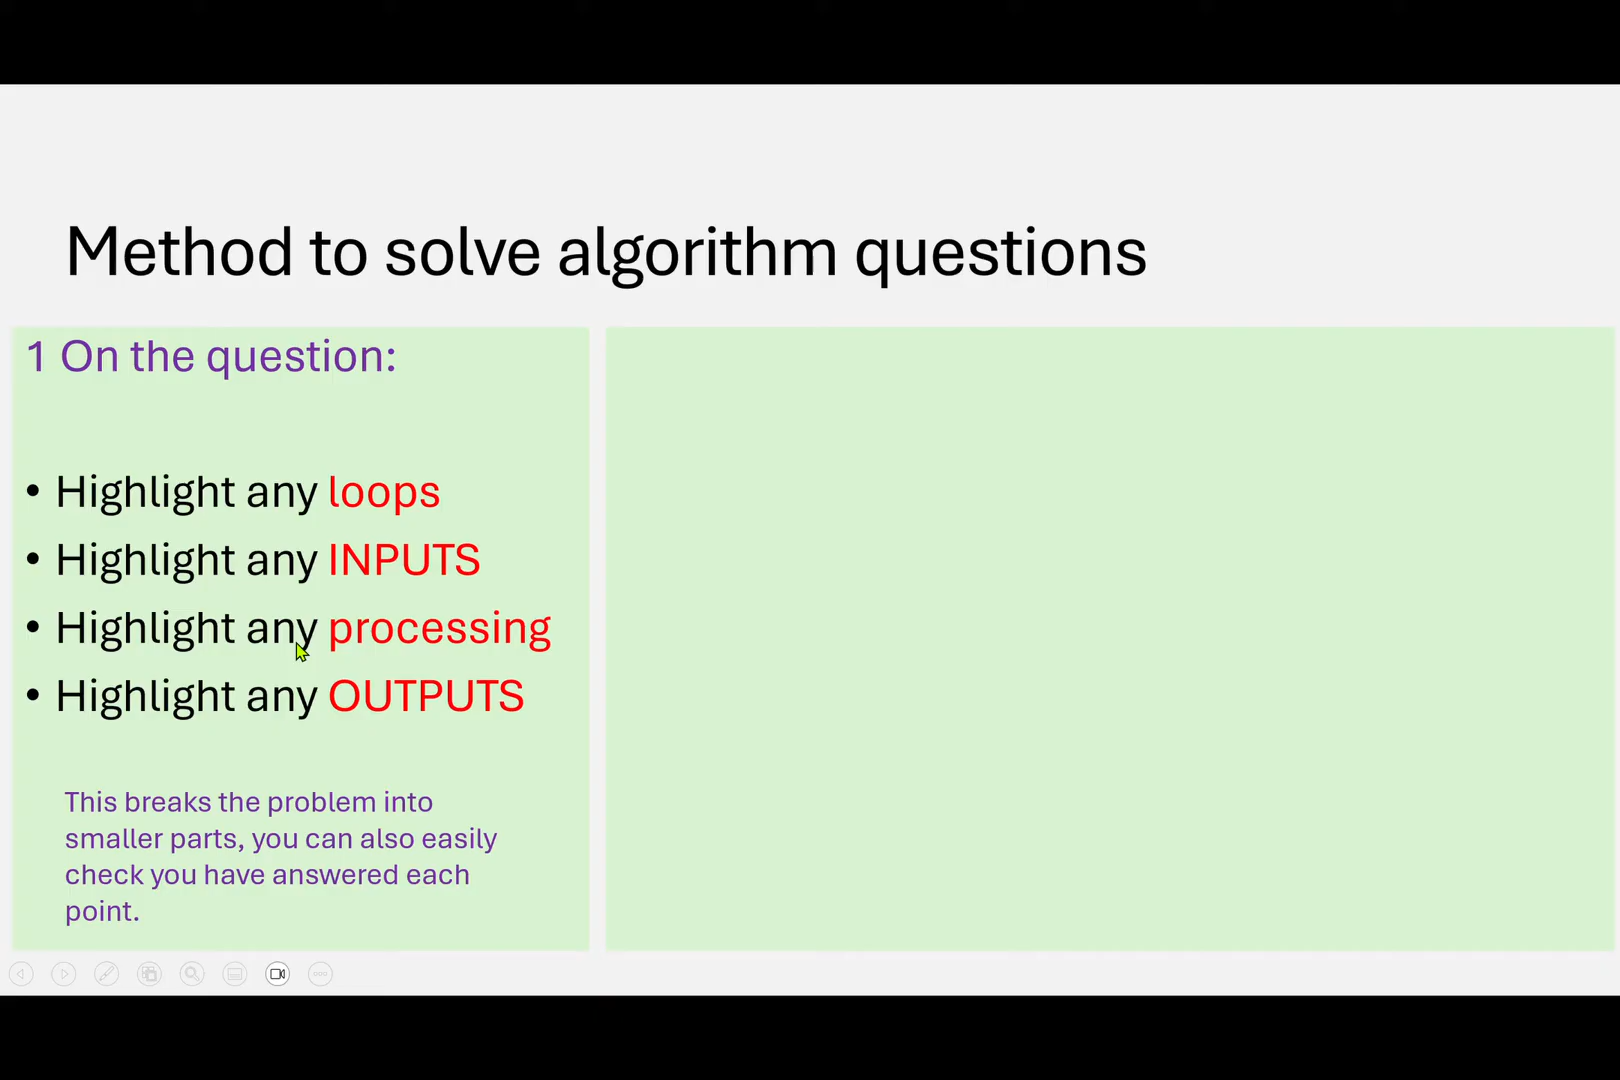 Method to solve algorithm questions
1 On the question:
• Highlight any loops
• Highlight any INPUTS
• Highlight any processing
• Highlight any OUTPUTS
This breaks the problem into
smaller parts, you can also easily
check you have answered each
point.